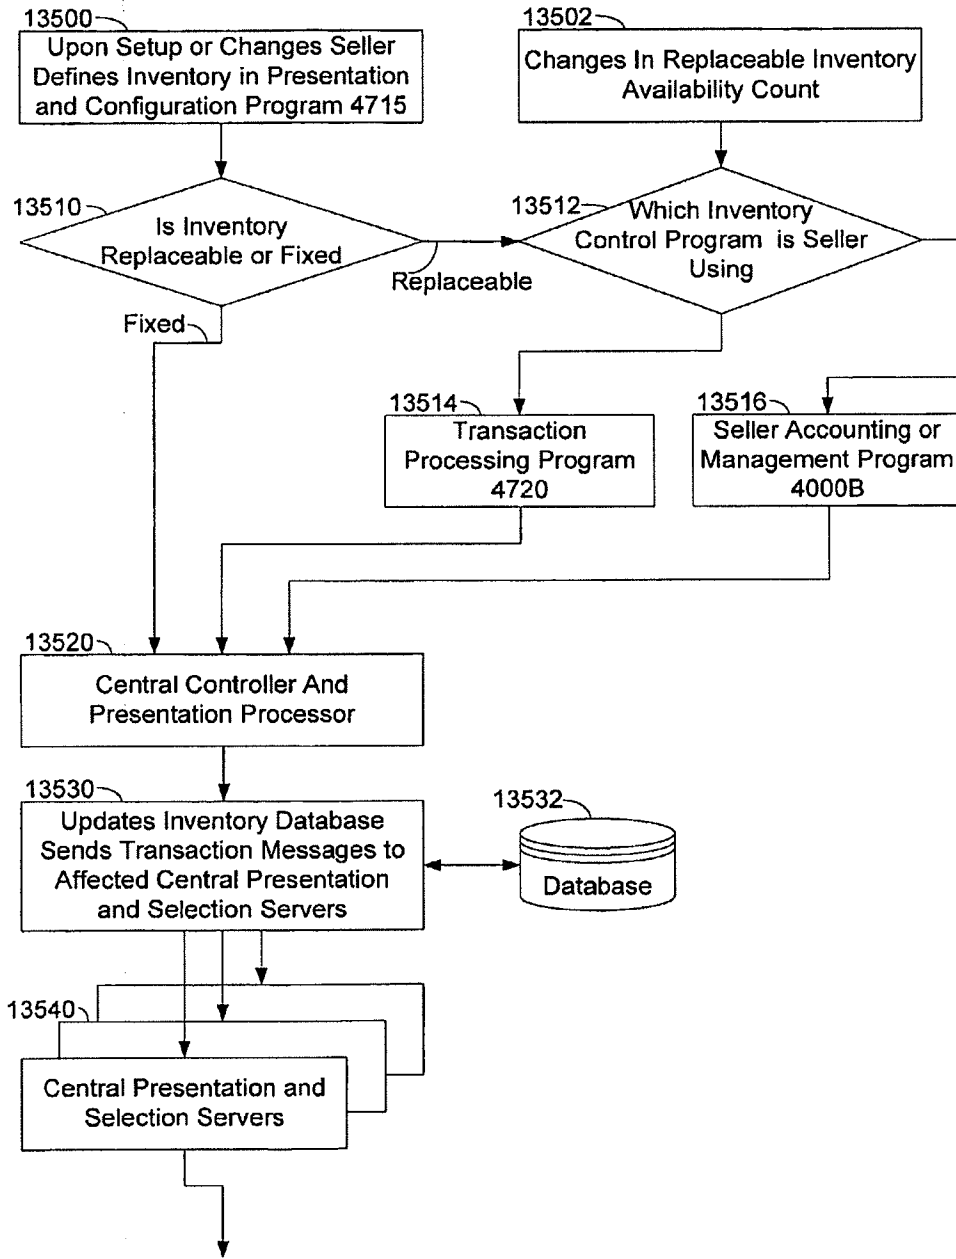 13500
Upon Setup or Changes Seller
Defines Inventory in Presentation
and Configuration Program 4715
13502
Changes In Replaceable Inventory
Availability Count
13510
Is Inventory
Replaceable or Fixed
Replaceable
Fixed
13512
Which Inventory
Control Program is Seller
Using
13514
Transaction
Processing Program
4720
13516
Seller Accounting or
Management Program
4000B
13520
Central Controller And
Presentation Processor
13530
Updates Inventory Database
Sends Transaction Messages to
Affected Central Presentation
and Selection Servers
13532
Database
13540
Central Presentation and
Selection Servers